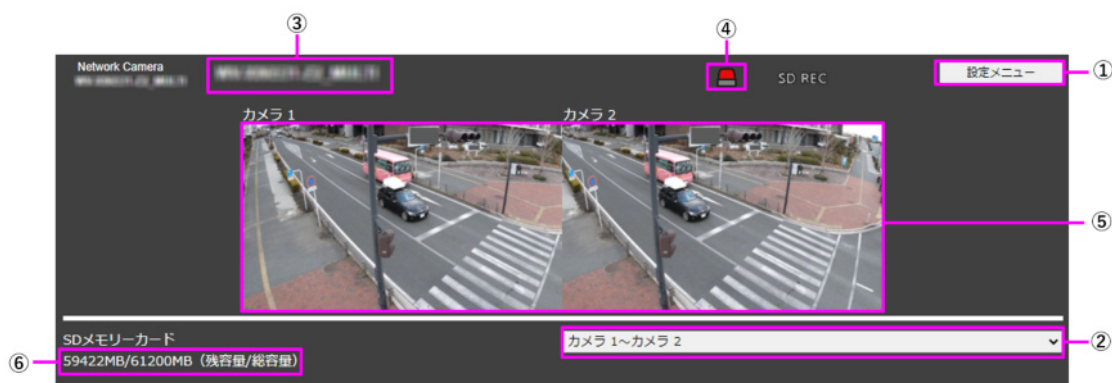 ③
④
Network Camera
SD REC
設定メニュー
①
カメラ 1
カメラ 2
⑤
SDメモリーカード
カメラ 1～カメラ 2
②
⑥
59422MB/61200MB（残容量/総容量）